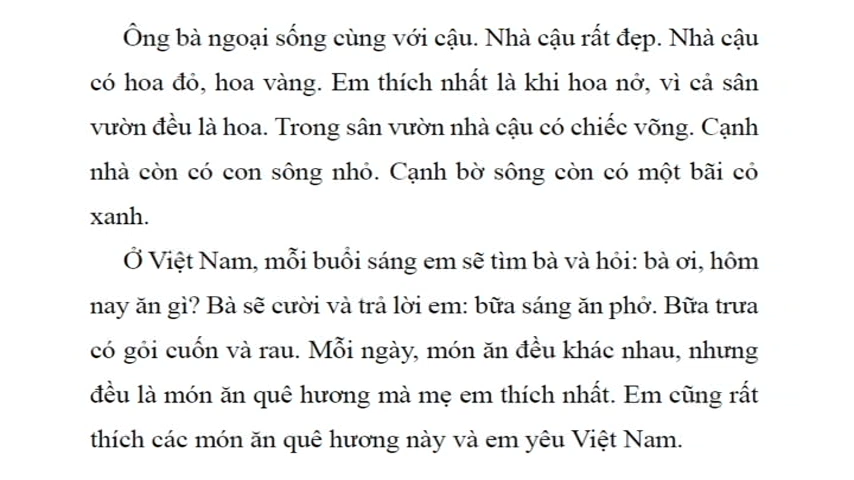 Ông bà ngoại sống cùng với cậu. Nhà cậu rất đẹp. Nhà cậu
có hoa đỏ, hoa vàng. Em thích nhất là khi hoa nở, vì cả sân
vườn đều là hoa. Trong sân vườn nhà cậu có chiếc võng. Cạnh
nhà còn có con sông nhỏ. Cạnh bờ sông còn có một bãi cỏ
xanh.
Ở Việt Nam, mỗi buổi sáng em sẽ tìm bà và hỏi: bà ơi, hôm
nay ăn gì? Bà sẽ cười và trả lời em: bữa sáng ăn phở. Bữa trưa
có gỏi cuốn và rau. Mỗi ngày, món ăn đều khác nhau, nhưng
đều là món ăn quê hương mà mẹ em thích nhất. Em cũng rất
thích các món ăn quê hương này và em yêu Việt Nam.